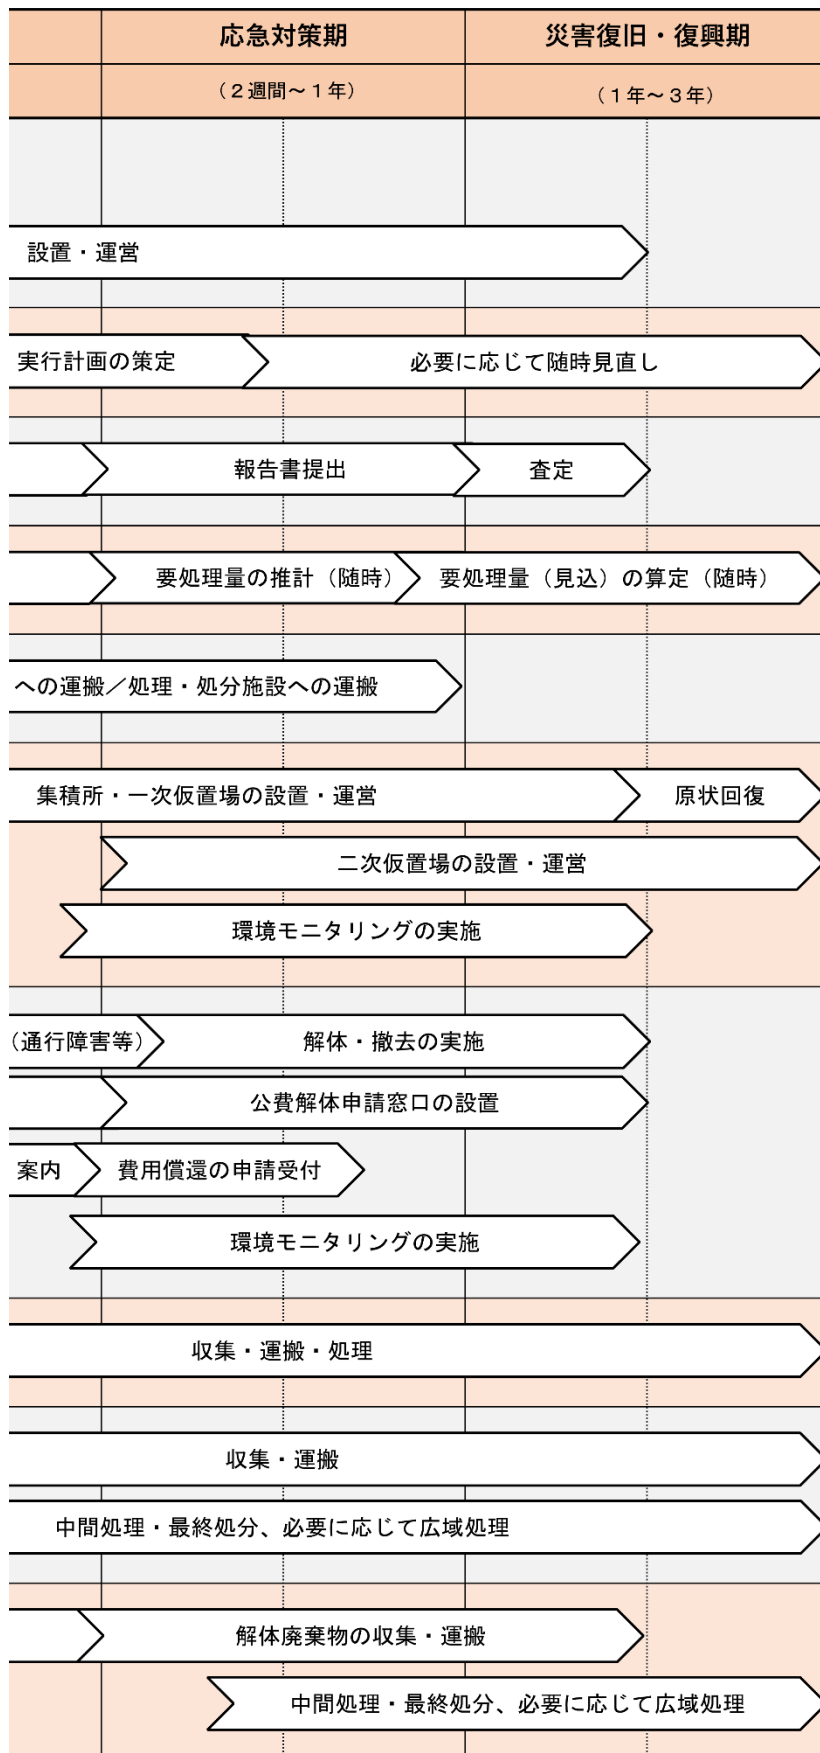 応急対策期
災害復旧・復興期
（２週間～１年）
（１年～３年）
設置・運営
実行計画の策定
必要に応じて随時見直し
報告書提出
査定
要処理量の推計（随時）
要処理量（見込）の算定（随時）
への運搬／処理・処分施設への運搬
集積所・一次仮置場の設置・運営
原状回復
二次仮置場の設置・運営
環境モニタリングの実施
（通行障害等）
解体・撤去の実施
公費解体申請窓口の設置
案内
費用償還の申請受付
環境モニタリングの実施
収集・運搬・処理
収集・運搬
中間処理・最終処分、必要に応じて広域処理
解体廃棄物の収集・運搬
中間処理・最終処分、必要に応じて広域処理